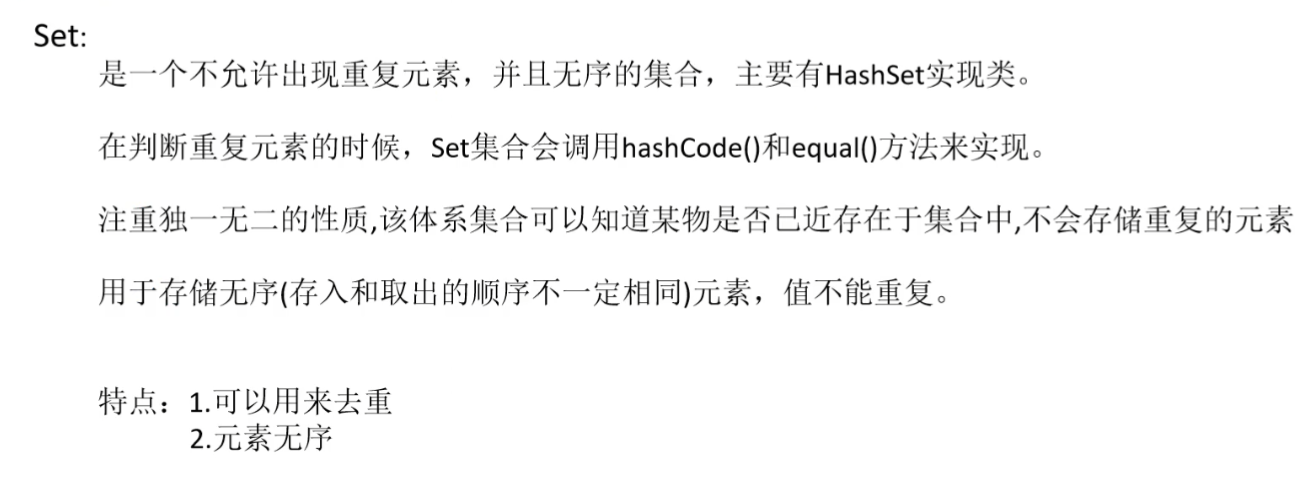 Set:
是一个不允许出现重复元素，并且无序的集合，主要有HashSet实现类。
在判断重复元素的时候，Set集合会调用hashCode()和equal()方法来实现。
注重独一无二的性质,该体系集合可以知道某物是否已近存在于集合中,不会存储重复的元素
用于存储无序(存入和取出的顺序不一定相同)元素，值不能重复。
特点：1.可以用来去重
2.元素无序